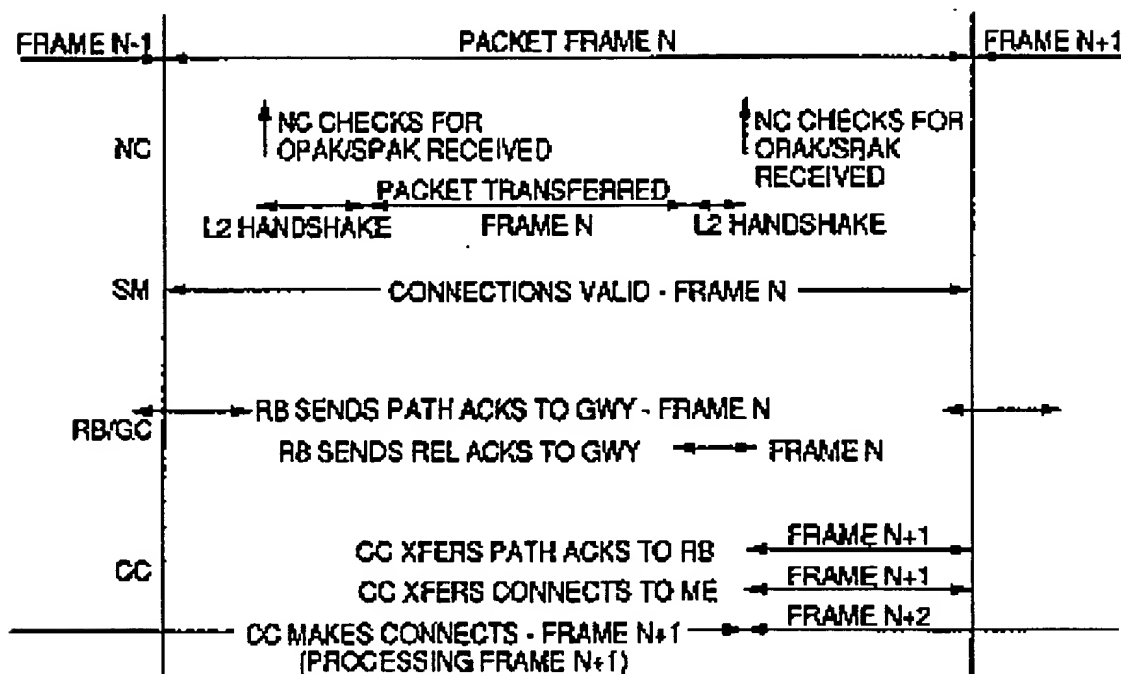 FRAME N-1
PACKET FRAME N
FRAME N+1
NC
NC CHECKS FOR
OPAK/SPAK RECEIVED
NC CHECKS FOR
ORAK/SRAK
RECEIVED
PACKET TRANSFERRED
L2 HANDSHAKE
FRAME N
L2 HANDSHAKE
SM
CONNECTIONS VALID - FRAME N
RB/GC
RB SENDS PATH ACKS TO GWY - FRAME N
RB SENDS REL ACKS TO GWY
FRAME N
CC
CC XFERS PATH ACKS TO RB
FRAME N+1
CC XFERS CONNECTS TO ME
FRAME N+1
CC MAKES CONNECTS - FRAME N+1
FRAME N+2
(PROCESSING FRAME N+1)